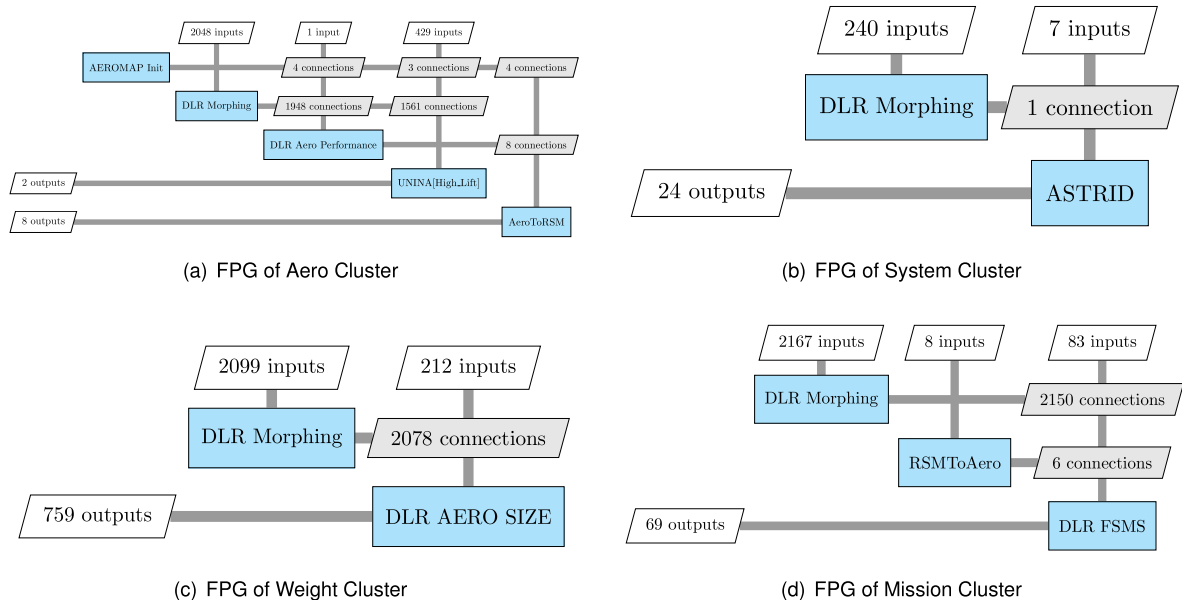 2048 inputs
1 input
429 inputs
AEROMAP Init
4 connections
3 connections
4 connections
DLR Morphing
1948 connections
1561 connections
DLR Aero Performance
8 connections
2 outputs
UNINA[High_Lift]
8 outputs
AeroToRSM
(a) FPG of Aero Cluster
240 inputs
7 inputs
DLR Morphing
1 connection
24 outputs
ASTRID
(b) FPG of System Cluster
2099 inputs
212 inputs
DLR Morphing
2078 connections
759 outputs
DLR AERO SIZE
(c) FPG of Weight Cluster
2167 inputs
8 inputs
83 inputs
DLR Morphing
2150 connections
RSMToAero
6 connections
69 outputs
DLR FSMS
(d) FPG of Mission Cluster